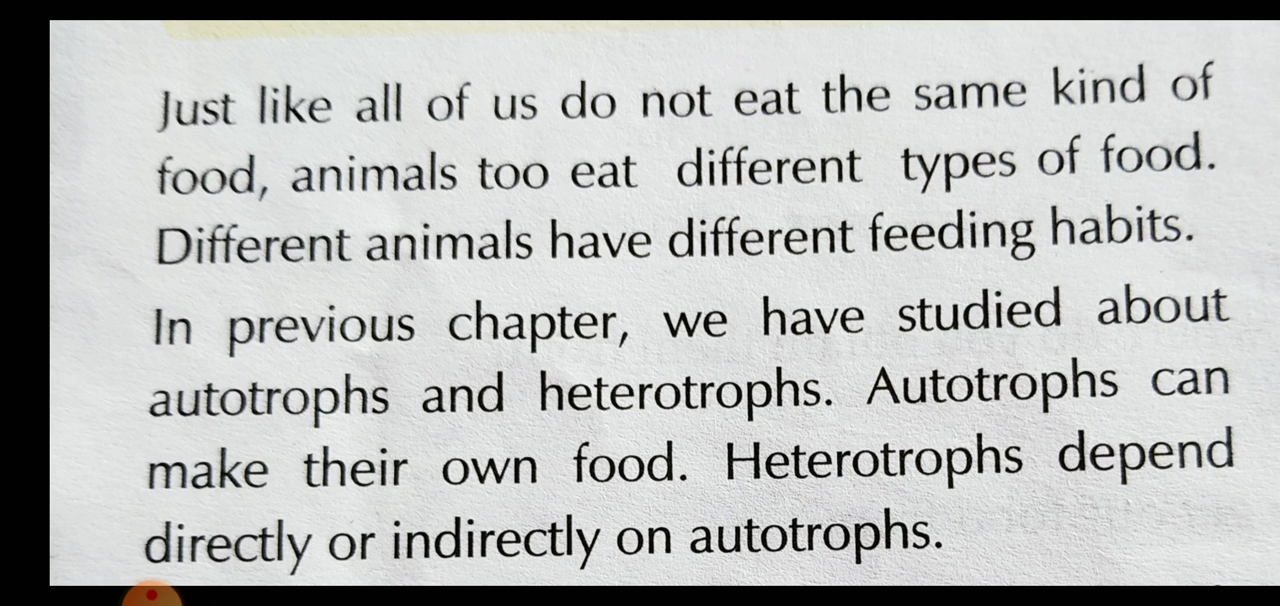 Just like all of us do not eat the same kind of
food, animals too eat different types of food.
Different animals have different feeding habits.
In previous chapter, we have studied about
autotrophs and heterotrophs. Autotrophs can
make their own food. Heterotrophs depend
directly or indirectly on autotrophs.